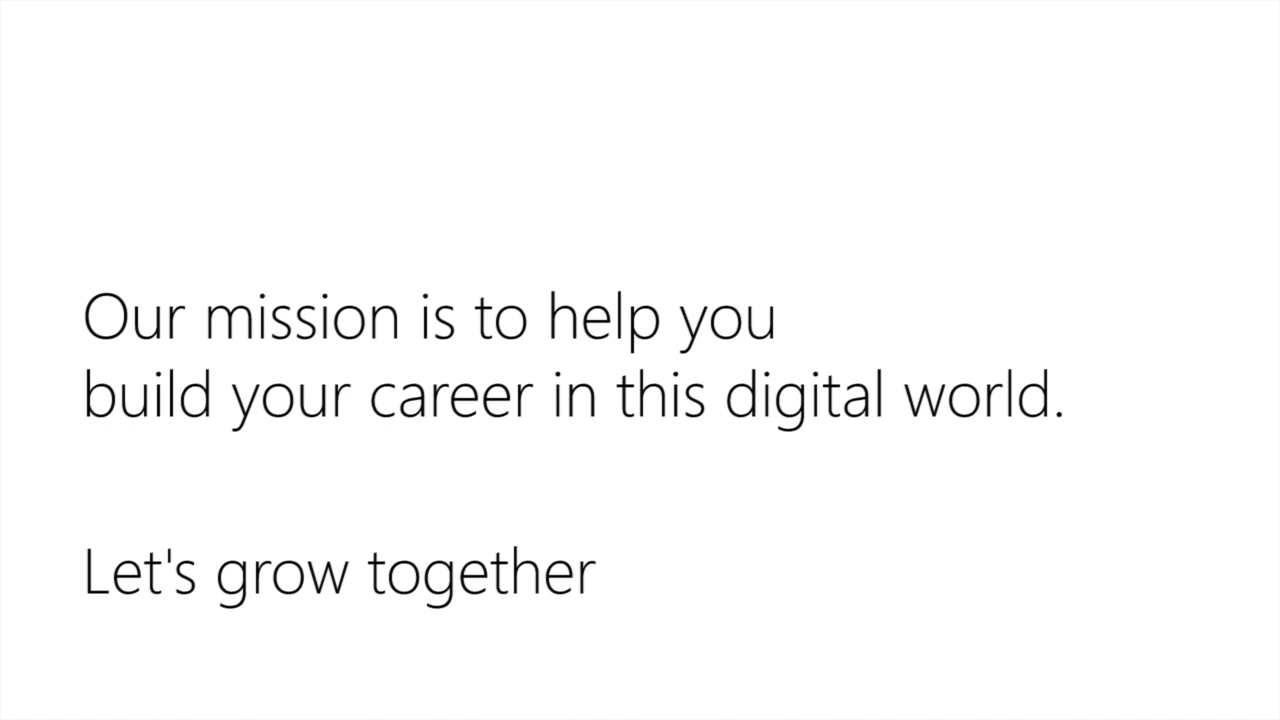 Our mission is to help you
build your career in this digital world.
Let's grow together